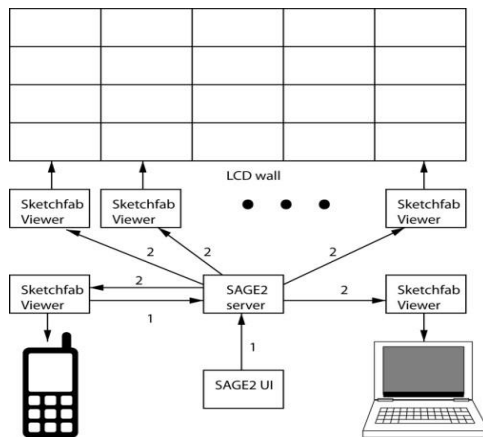 LCD wall
Sketchfab
Viewer
Sketchfab
Viewer
Sketchfab
Viewer
2
2
2
Sketchfab
Viewer
2
1
SAGE2
server
2
Sketchfab
Viewer
1
SAGE2 UI